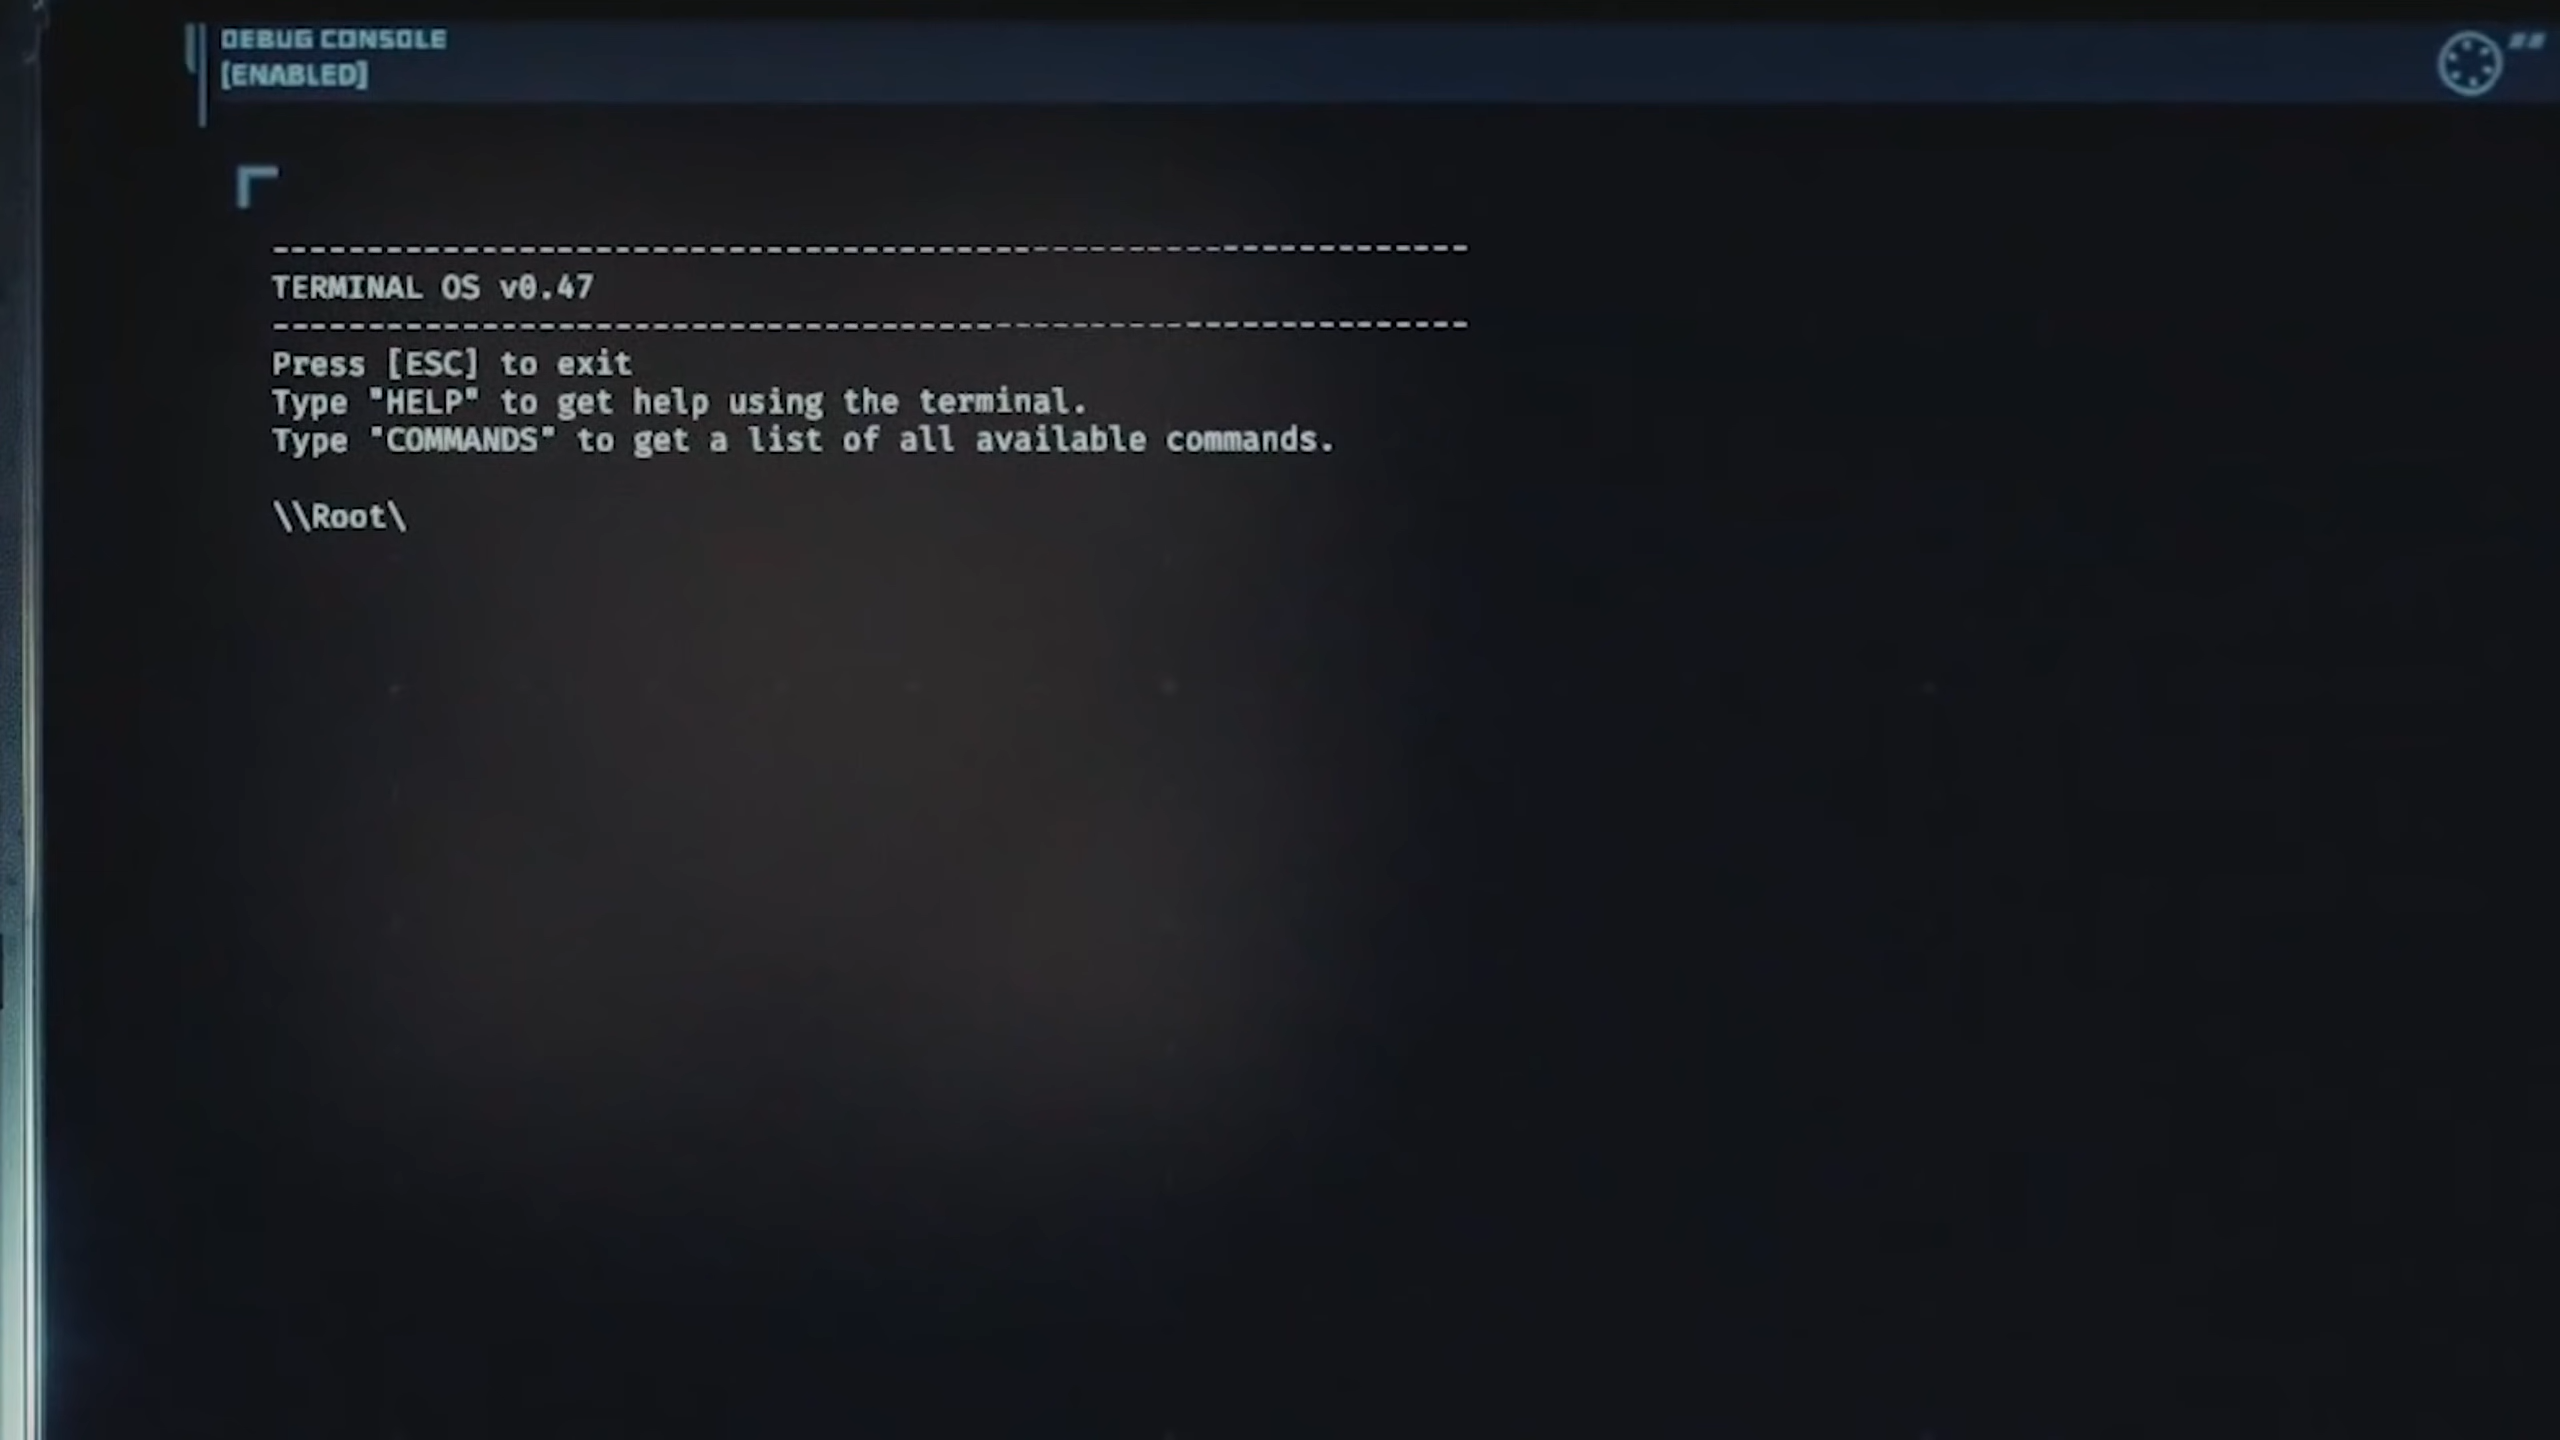 DEBUG CONSOLE
[ENABLED]
--------------------------------------------------------------
TERMINAL OS v0.47
--------------------------------------------------------------
Press [ESC] to exit
Type "HELP" to get help using the terminal.
Type "COMMANDS" to get a list of all available commands.
\\Root\